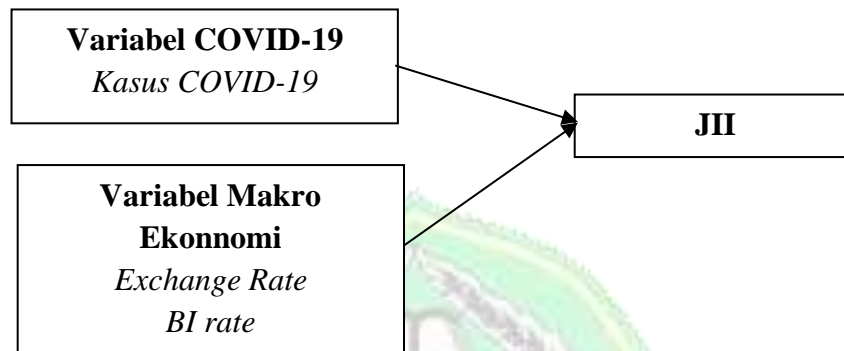 Variabel COVID-19
Kasus COVID-19
JII
Variabel Makro
Ekonnomi
Exchange Rate
BI rate